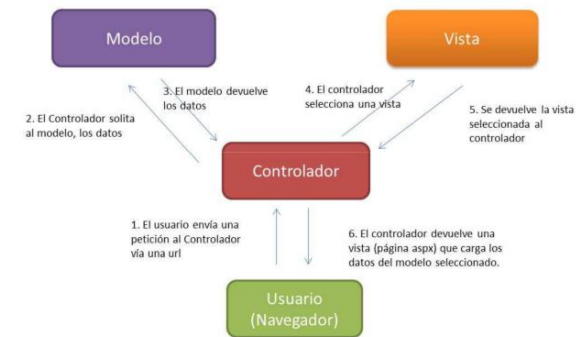 Modelo
Vista
3. El modelo devuelve
los datos
4. El controlador
selecciona una vista
2. El Controlador solita
al modelo, los datos
5. Se devuelve la vista
seleccionada al
controlador
Controlador
1. El usuario envía una
petición al Controlador
vía una url
6. El controlador devuelve una
vista (página aspx) que carga los
datos del modelo seleccionado.
Usuario
(Navegador)